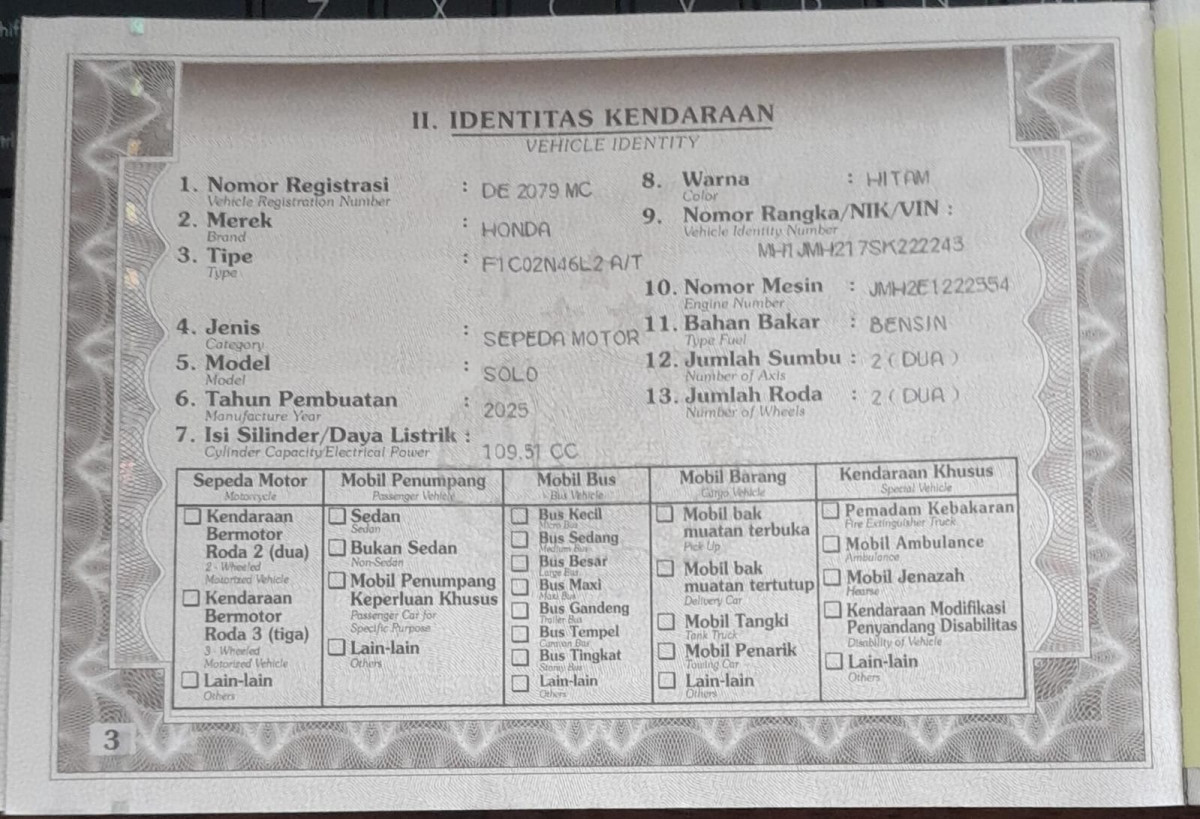 II. IDENTITAS KENDARAAN
VEHICLE IDENTITY
1. Nomor Registrasi : DE 2079 MC
Vehicle Registration Number
2. Merek : HONDA
Brand
3. Tipe : F1C02N46L2 A/T
Type
4. Jenis : SEPEDA MOTOR
Category
5. Model : SOLO
Model
6. Tahun Pembuatan : 2025
Manufacture Year
7. Isi Silinder/Daya Listrik : 109,51 CC
Cylinder Capacity/Electrical Power
8. Warna : HITAM
Color
9. Nomor Rangka/NIK/VIN :
Vehicle Identity Number
MH1JMH217SK222243
10. Nomor Mesin : JMH2E1222554
Engine Number
11. Bahan Bakar : BENSIN
Type Fuel
12. Jumlah Sumbu : 2 ( DUA )
Number of Axis
13. Jumlah Roda : 2 ( DUA )
Number of Wheels
Sepeda Motor
Motorcycle
Kendaraan
Bermotor
Roda 2 (dua)
2 - Wheeled
Motorized Vehicle
Kendaraan
Bermotor
Roda 3 (tiga)
3 - Wheeled
Motorized Vehicle
Lain-lain
Others
Mobil Penumpang
Passenger Vehicle
Sedan
Sedan
Bukan Sedan
Non-Sedan
Mobil Penumpang
Keperluan Khusus
Passenger Car for
Specific Purpose
Lain-lain
Others
Mobil Bus
Bus Vehicle
Bus Kecil
Micro Bus
Bus Sedang
Medium Bus
Bus Besar
Large Bus
Bus Maxi
Maxi Bus
Bus Gandeng
Trailer Bus
Bus Tempel
Bus Tingkat
Lain-lain
Others
Mobil Barang
Cargo Vehicle
Mobil bak
muatan terbuka
Pick Up
Mobil bak
muatan tertutup
Delivery Car
Mobil Tangki
Tank Truck
Mobil Penarik
Towing Car
Lain-lain
Others
Kendaraan Khusus
Special Vehicle
Pemadam Kebakaran
Fire Extinguisher Truck
Mobil Ambulance
Ambulance
Mobil Jenazah
Hearse
Kendaraan Modifikasi
Penyandang Disabilitas
Disability of Vehicle
Lain-lain
Others
3